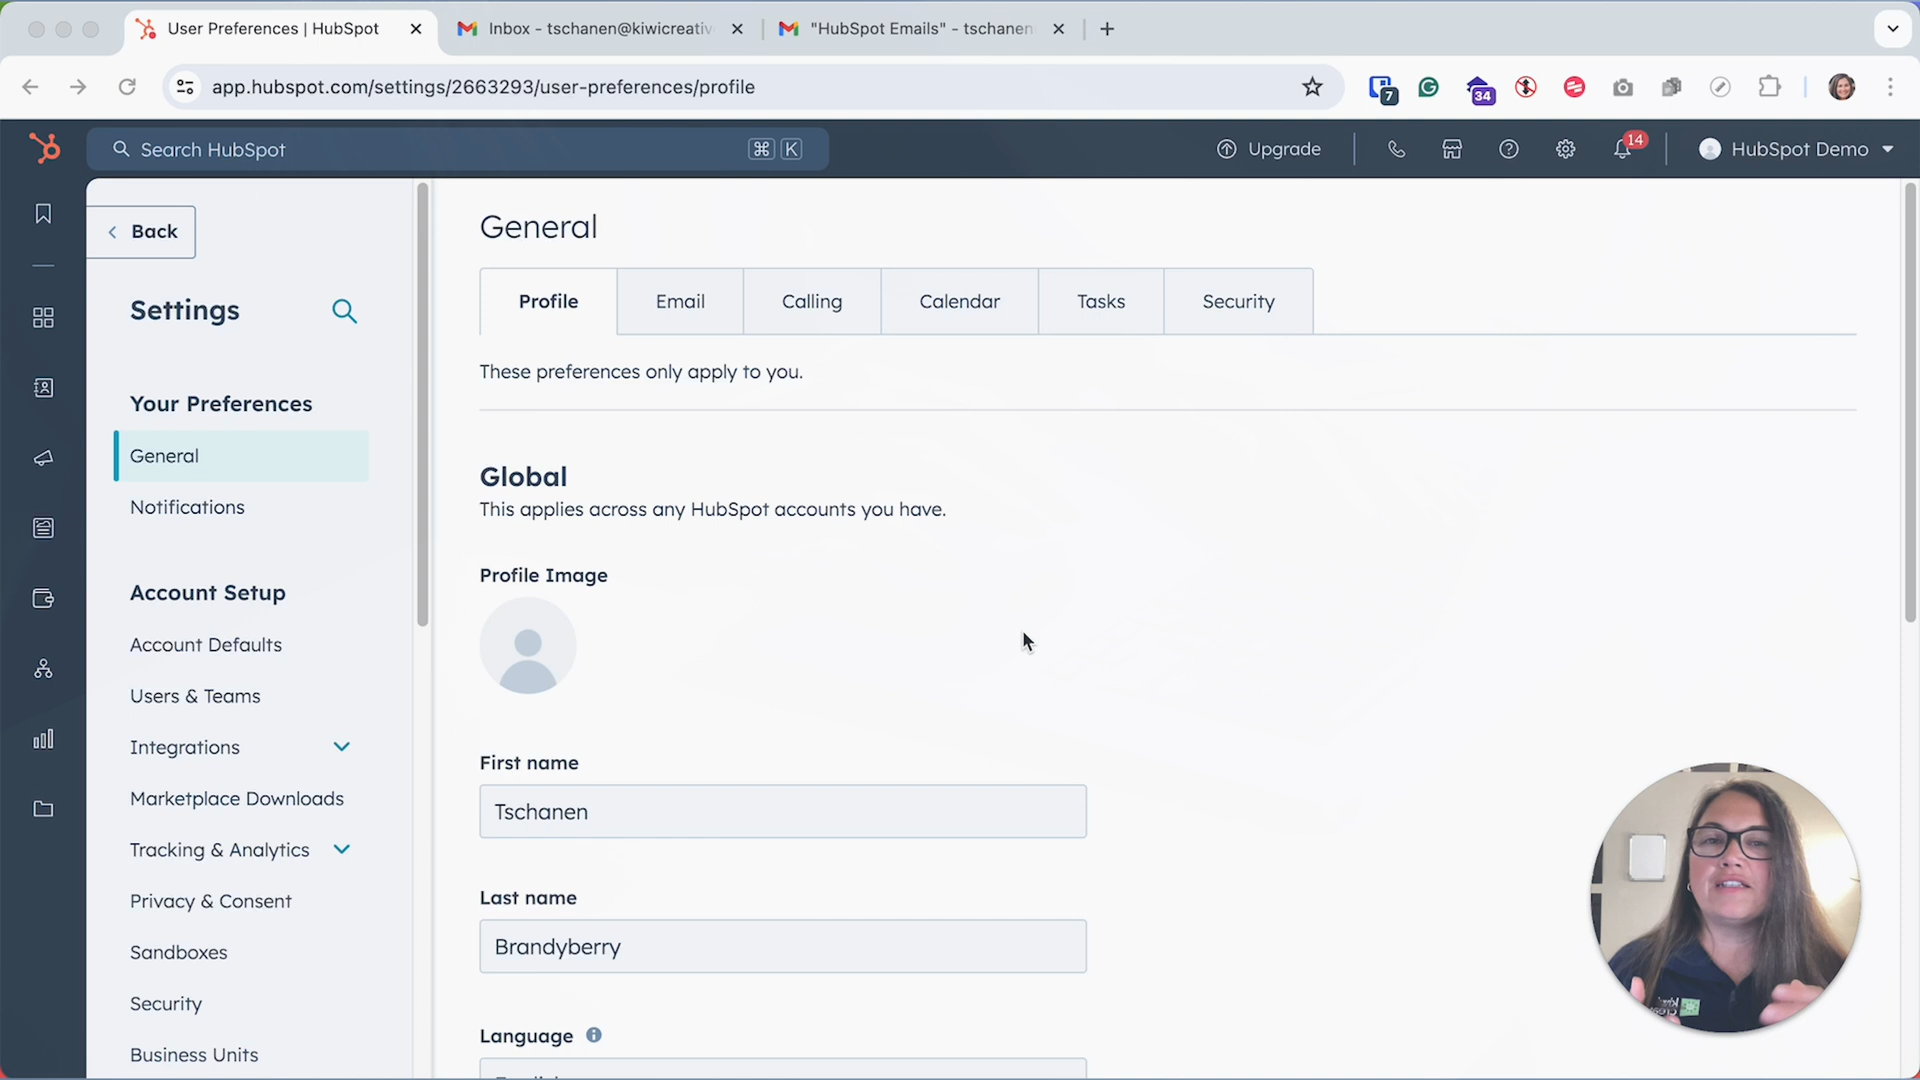 User Preferences | HubSpot
Inbox - tschanen@kiwicreativ
"HubSpot Emails" - tschanen
app.hubspot.com/settings/2663293/user-preferences/profile
7
34
Search HubSpot
⌘ K
Upgrade
14
HubSpot Demo
Back
Settings
Your Preferences
General
Notifications
Account Setup
Account Defaults
Users & Teams
Integrations
Marketplace Downloads
Tracking & Analytics
Privacy & Consent
Sandboxes
Security
Business Units
General
Profile
Email
Calling
Calendar
Tasks
Security
These preferences only apply to you.
Global
This applies across any HubSpot accounts you have.
Profile Image
First name
Tschanen
Last name
Brandyberry
Language